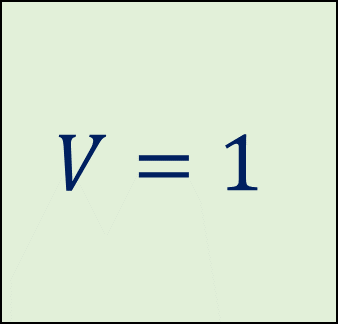 V = 1